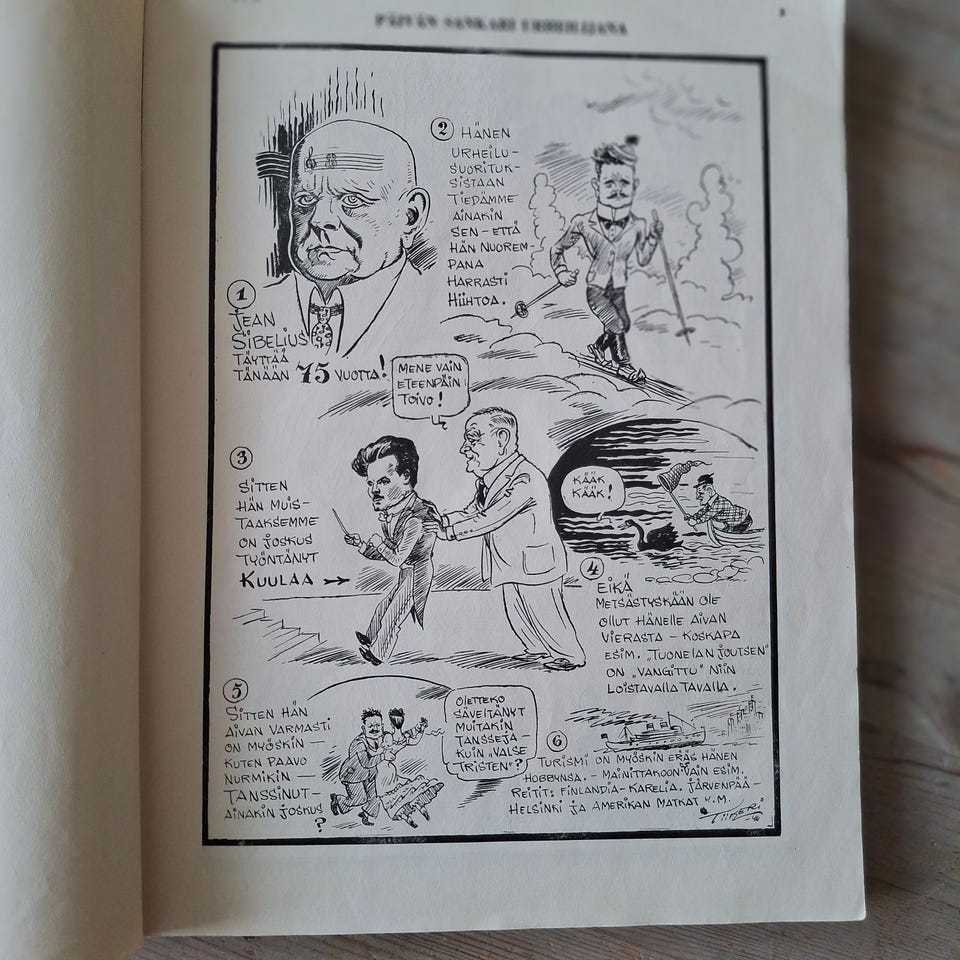 PÄIVÄN SANKARI URHEILIJANA
1
JEAN
SIBELIUS
TÄYTTÄÄ
TÄNÄÄN 75 VUOTTA!
2 HÄNEN
URHEILU-
SUORITUK-
SISTAAN
TIEDÄMME
AINAKIN
SEN - ETTÄ
HÄN NUOREM-
PANA
HARRASTI
HIIHTOA.
MENE VAIN
ETEENPÄIN
TOIVO!
3
SITTEN
HÄN MUIS-
TAAKSEMME
ON JOSKUS
TYÖNTÄNYT
KUULAA
KÄÄK
KÄÄK!
4
EIKÄ
METSÄSTYSKÄÄN OLE
OLLUT HÄNELLE AIVAN
VIERASTA - KOSKAPA
ESIM. „TUONELAN JOUTSEN"
ON „VANGITTU" NIIN
LOISTAVALLA TAVALLA.
5
SITTEN HÄN
AIVAN VARMASTI
ON MYÖSKIN —
KUTEN PAAVO
NURMIKIN —
TANSSINUT -
AINAKIN JOSKUS
?
OLETTEKO
SÄVELTÄNYT
MUITAKIN
TANSSEJA -
KUIN „VALSE
TRISTEN"?
6
TURISMI ON MYÖSKIN ERÄS HÄNEN
HOBBYNSA. - MAINITTAKOON VAIN ESIM.
REITIT: FINLANDIA - KARELIA. JÄRVENPÄÄ -
HELSINKI JA AMERIKAN MATKAT Y.M.